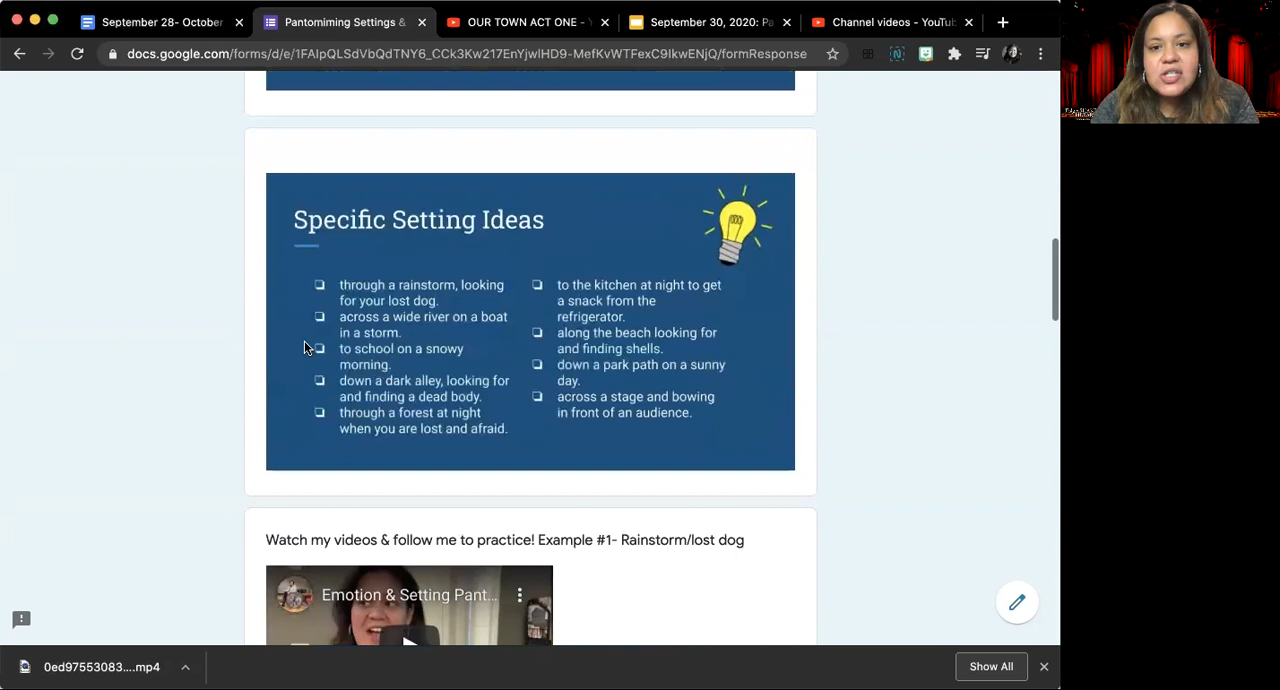 September 28- October
Pantomiming Settings &
OUR TOWN ACT ONE -
September 30, 2020: Pa
Channel videos - YouTu
docs.google.com/forms/d/e/1FAIpQLSdVbQdTNY6_CCk3Kw217EnYjwlHD9-MefKvWTFexC9IkwENjQ/formResponse
Specific Setting Ideas
through a rainstorm, looking
for your lost dog.
across a wide river on a boat
in a storm.
to school on a snowy
morning.
down a dark alley, looking for
and finding a dead body.
through a forest at night
when you are lost and afraid.
to the kitchen at night to get
a snack from the
refrigerator.
along the beach looking for
and finding shells.
down a park path on a sunny
day.
across a stage and bowing
in front of an audience.
Watch my videos & follow me to practice! Example #1- Rainstorm/lost dog
Emotion & Setting Pant...
0ed97553083....mp4
Show All